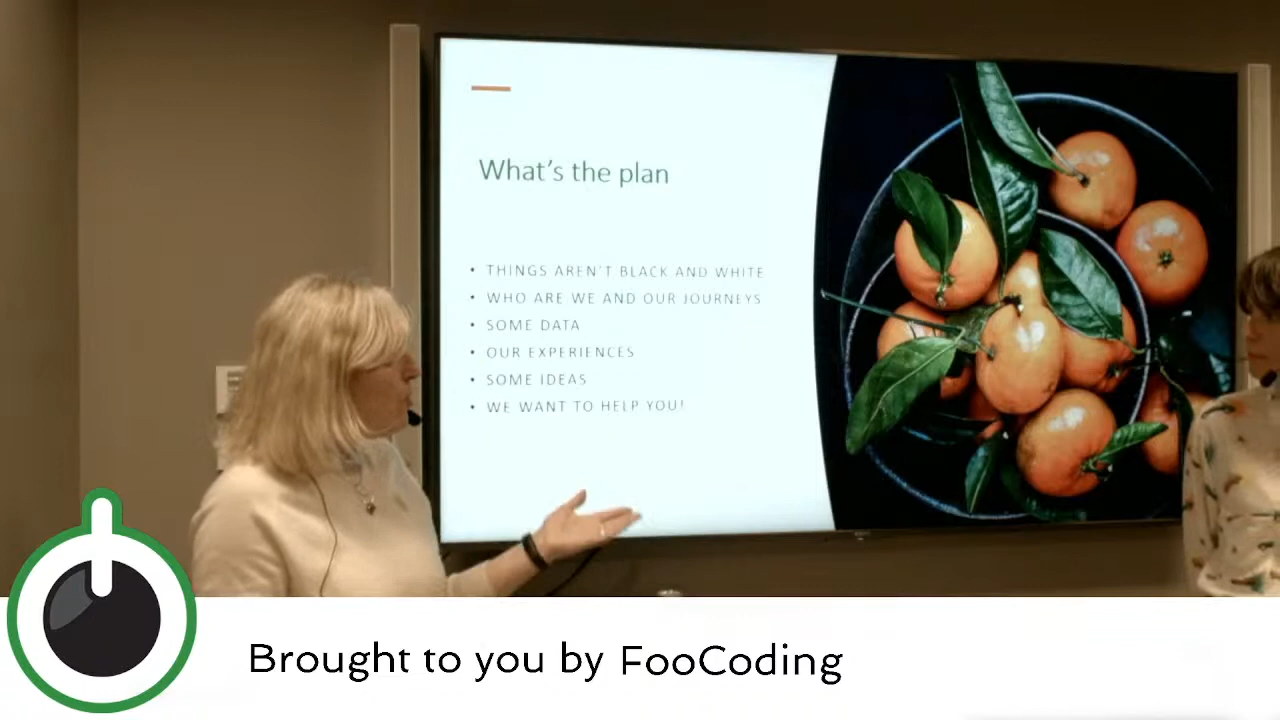 What's the plan
• THINGS AREN'T BLACK AND WHITE
• WHO ARE WE AND OUR JOURNEYS
• SOME DATA
• OUR EXPERIENCES
• SOME IDEAS
• WE WANT TO HELP YOU!
Brought to you by FooCoding